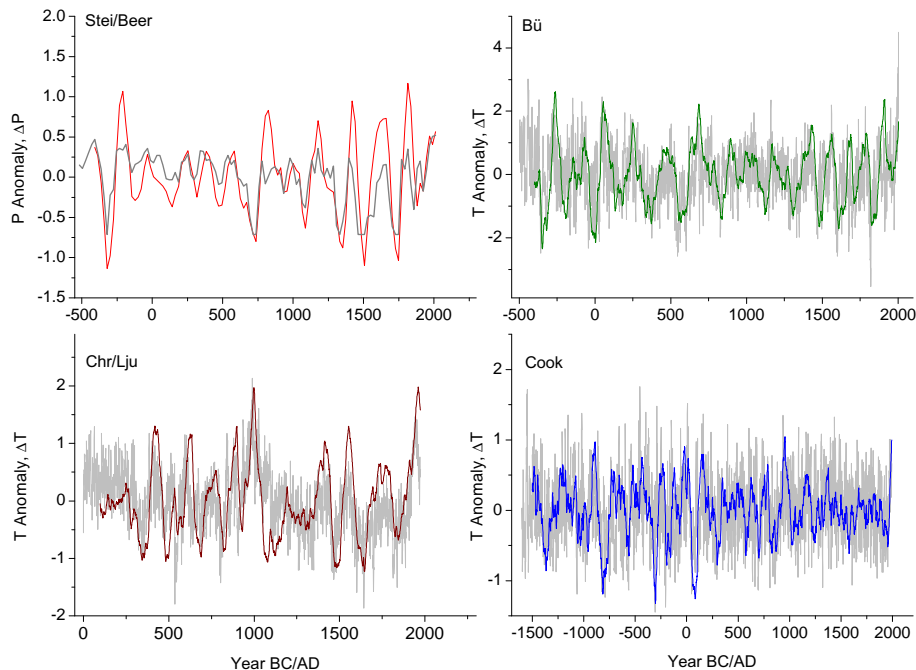 Stei/Beer
P Anomaly, ΔP
2.0
1.5
1.0
0.5
0.0
-0.5
-1.0
-1.5
-500 0 500 1000 1500 2000
Bü
T Anomaly, ΔT
4
2
0
-2
-500 0 500 1000 1500 2000
Chr/Lju
T Anomaly, ΔT
2
1
0
-1
-2
0 500 1000 1500 2000
Year BC/AD
Cook
T Anomaly, ΔT
2
1
0
-1
-1500 -1000 -500 0 500 1000 1500 2000
Year BC/AD